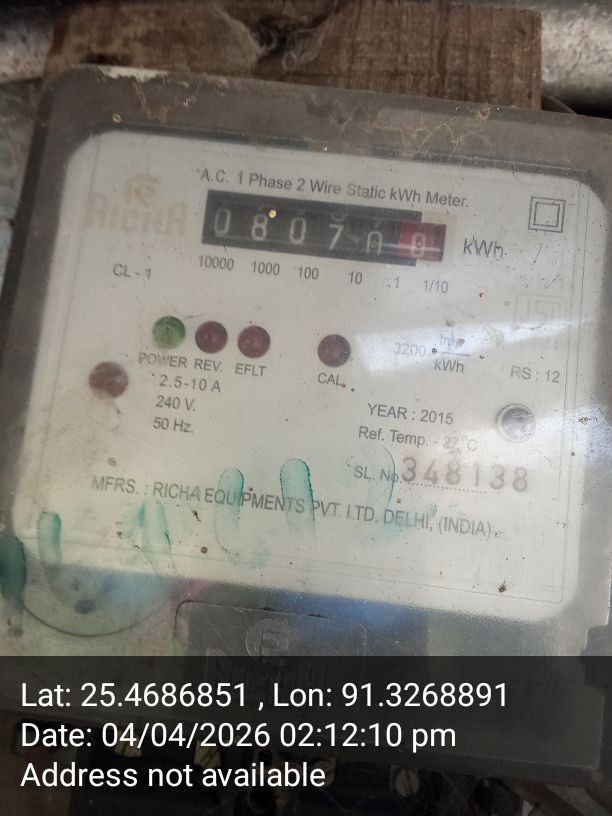 A.C. 1 Phase 2 Wire Static kWh Meter.
RICHA
080700 kWh
10000 1000 100 10 1 1/10
CL - 1
POWER REV. EFLT CAL.
3200 imp/kWh
RS : 12
2.5-10 A
240 V.
50 Hz.
YEAR : 2015
Ref. Temp. - 27°C
SL. No. 348138
MFRS. : RICHA EQUIPMENTS PVT. LTD. DELHI, (INDIA).
Lat: 25.4686851 , Lon: 91.3268891
Date: 04/04/2026 02:12:10 pm
Address not available